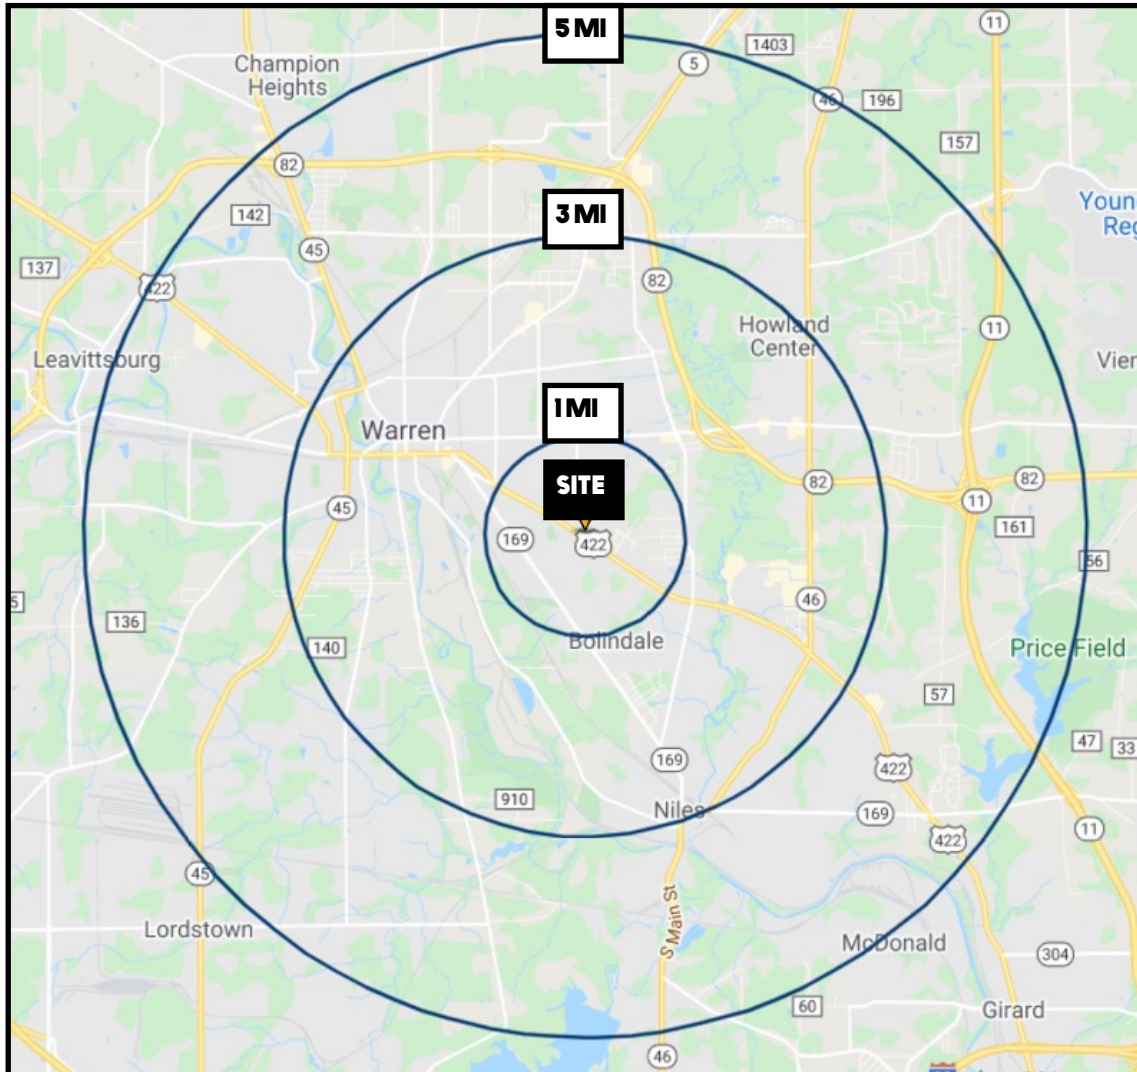 5 MI
11
1403
5
Champion
Heights
46
196
157
82
3 MI
Youn
Reg
142
45
137
82
422
11
Howland
Center
Leavittsburg
Vier
1 MI
Warren
SITE
82
82
11
45
161
169
422
56
5
46
136
Bolindale
140
Price Field
57
169
47
33
422
910
Niles
169
11
422
45
S Main St
Lordstown
McDonald
304
60
Girard
46